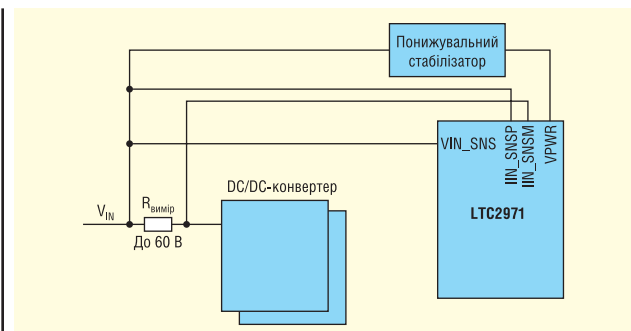 Понижувальний
стабілізатор
VIN_SNS
IIN_SNSP
IIN_SNSM
VPWR
LTC2971
DC/DC-конвертер
VIN
Rвимір
До 60 В